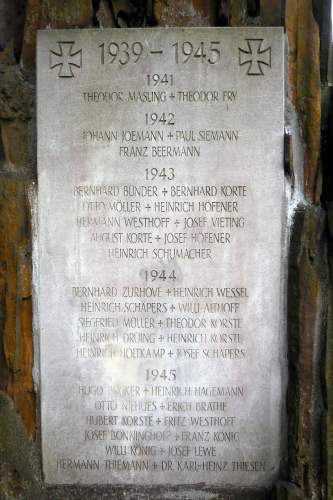 1939 - 1945
1941
THEODOR MASLING + THEODOR FRY
1942
JOHANN JOEMANN + PAUL SIEMANN
FRANZ BEERMANN
1943
BERNHARD BÜNDER + BERNHARD KORTE
OTTO MÖLLER + HEINRICH HÖFENER
HERMANN WESTHOFF + JOSEF VIETING
AUGUST KORTE + JOSEF HÖFENER
HEINRICH SCHUMACHER
1944
BERNHARD ZURHOVE + HEINRICH WESSEL
HEINRICH SCHÄPERS + WILLI
SIEGFRIED MÜLLER + THEODOR KORSTE
HEINRICH BRÜING + HEINRICH KORSTE
HEINRICH HOLTKAMP + JOSEF SCHÄPERS
1945
HUGO + HEINRICH HAGEMANN
OTTO NIEHUES + ERICH BRATHE
HUBERT KORSTE + FRITZ WESTHOFF
JOSEF BÖNNINGHOFF + FRANZ KÖNIG
WILLI KÖNIG + JOSEF LEWE
HERMANN THIEMANN + DR. KARL-HEINZ THIESEN